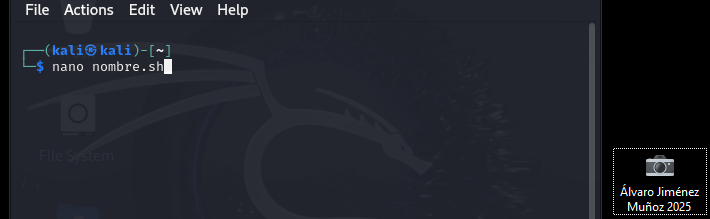 File Actions Edit View Help
┌──(kali㉿kali)-[~]
└─$ nano nombre.sh
File System
Álvaro Jiménez
Muñoz 2025